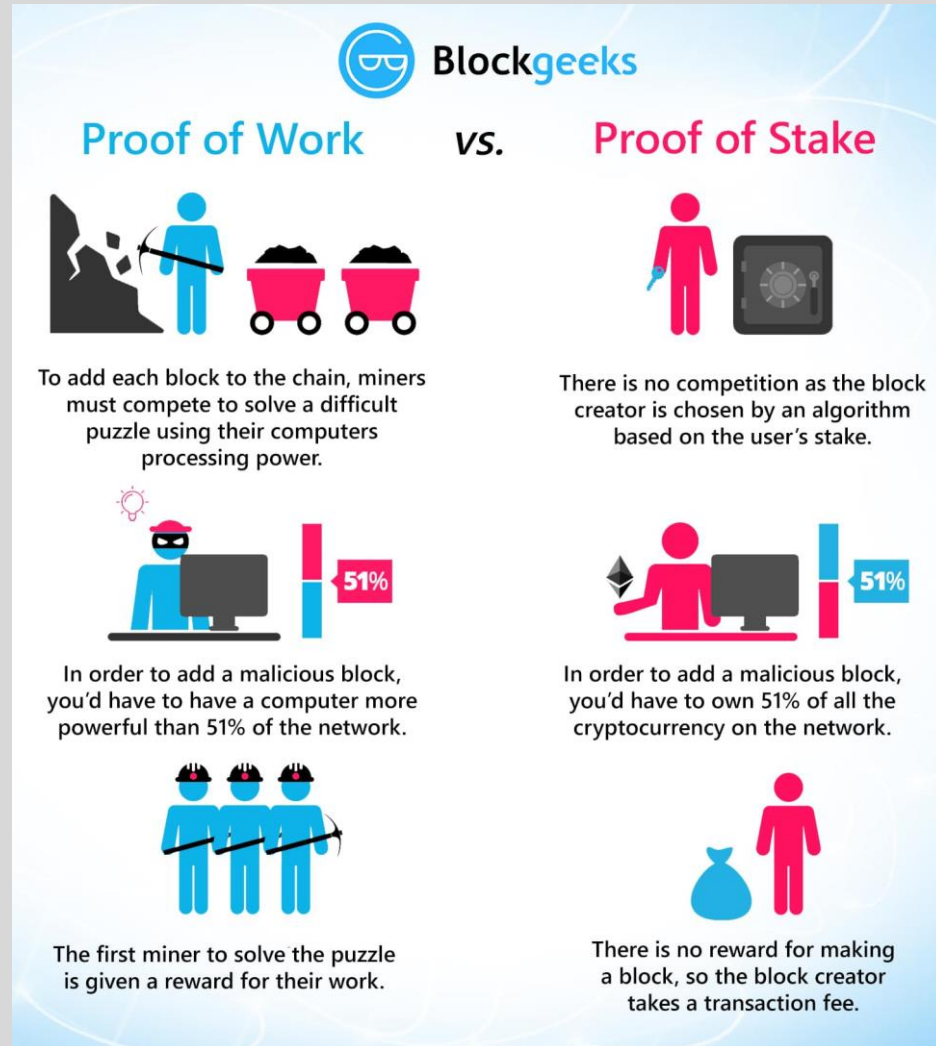 Blockgeeks
Proof of Work vs. Proof of Stake
To add each block to the chain, miners
must compete to solve a difficult
puzzle using their computers
processing power.
There is no competition as the block
creator is chosen by an algorithm
based on the user's stake.
51%
51%
In order to add a malicious block,
you'd have to have a computer more
powerful than 51% of the network.
In order to add a malicious block,
you'd have to own 51% of all the
cryptocurrency on the network.
The first miner to solve the puzzle
is given a reward for their work.
There is no reward for making
a block, so the block creator
takes a transaction fee.